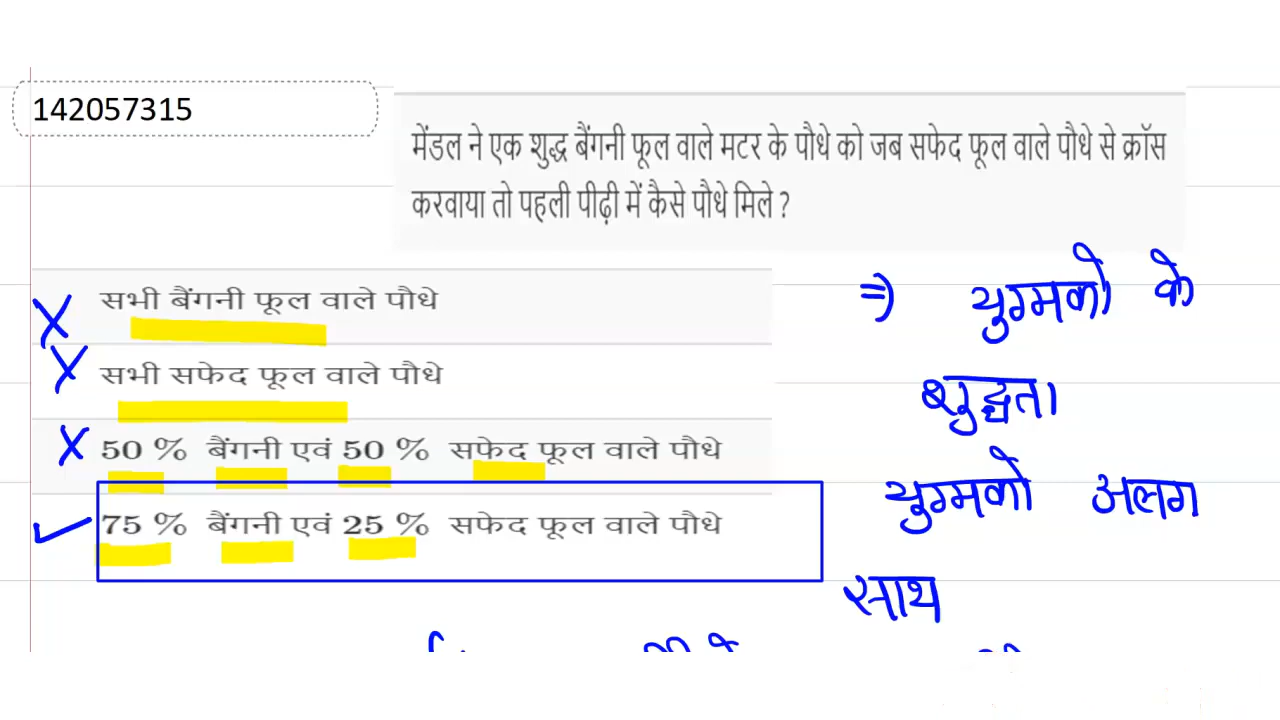 142057315
मेंडल ने एक शुद्ध बैंगनी फूल वाले मटर के पौधे को जब सफेद फूल वाले पौधे से क्रॉस
करवाया तो पहली पीढ़ी में कैसे पौधे मिले ?
सभी बैंगनी फूल वाले पौधे
सभी सफेद फूल वाले पौधे
50 % बैंगनी एवं 50 % सफेद फूल वाले पौधे
75 % बैंगनी एवं 25 % सफेद फूल वाले पौधे
=) युग्मको के
शुद्धता
युग्मको अलग
साथ